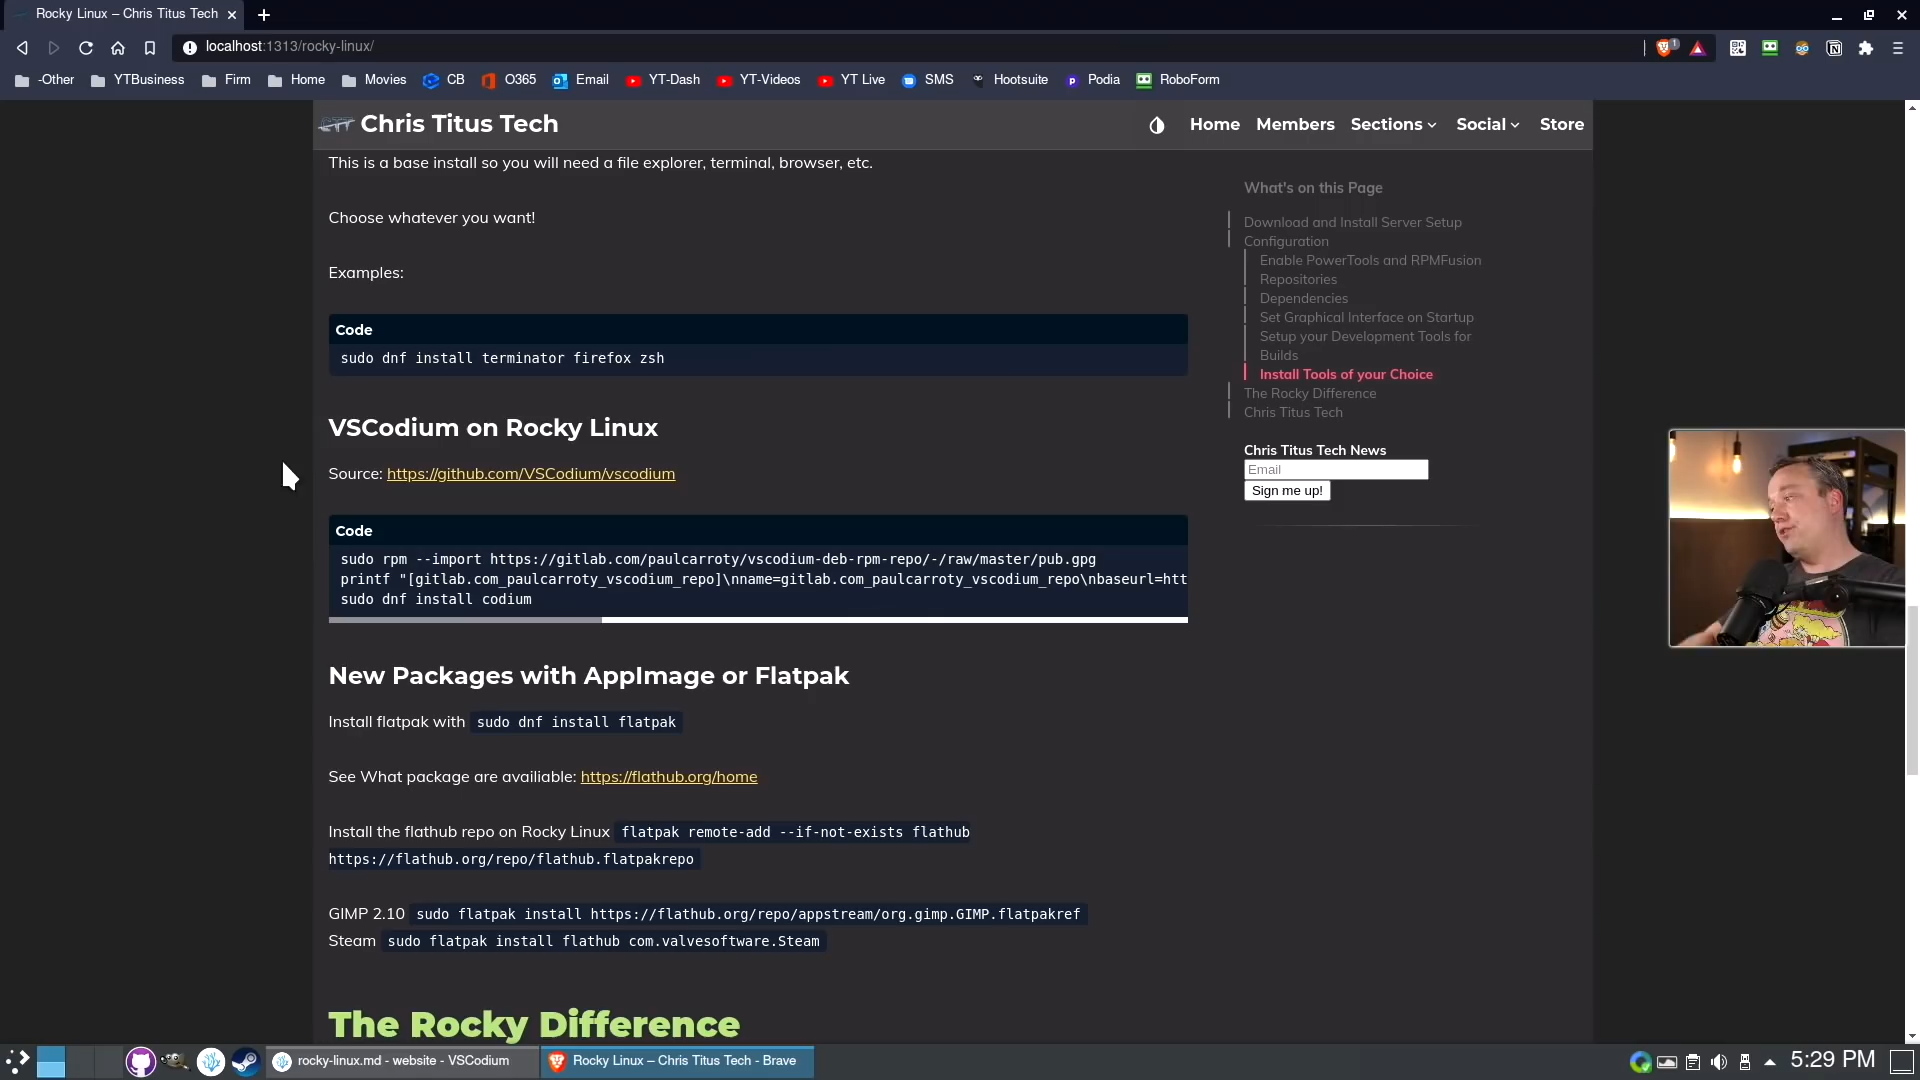 Rocky Linux – Chris Titus Tech
localhost:1313/rocky-linux/
1
-Other YTBusiness Firm Home Movies CB O365 Email YT-Dash YT-Videos YT Live SMS Hootsuite Podia RoboForm
Chris Titus Tech
Home Members Sections Social Store
This is a base install so you will need a file explorer, terminal, browser, etc.
Choose whatever you want!
Examples:
Code
sudo dnf install terminator firefox zsh
VSCodium on Rocky Linux
Source: https://github.com/VSCodium/vscodium
Code
sudo rpm --import https://gitlab.com/paulcarroty/vscodium-deb-rpm-repo/-/raw/master/pub.gpg
printf "[gitlab.com_paulcarroty_vscodium_repo]\nname=gitlab.com_paulcarroty_vscodium_repo\nbaseurl=htt
sudo dnf install codium
New Packages with AppImage or Flatpak
Install flatpak with sudo dnf install flatpak
See What package are availiable: https://flathub.org/home
Install the flathub repo on Rocky Linux flatpak remote-add --if-not-exists flathub
https://flathub.org/repo/flathub.flatpakrepo
GIMP 2.10 sudo flatpak install https://flathub.org/repo/appstream/org.gimp.GIMP.flatpakref
Steam sudo flatpak install flathub com.valvesoftware.Steam
The Rocky Difference
What's on this Page
Download and Install Server Setup
Configuration
Enable PowerTools and RPMFusion
Repositories
Dependencies
Set Graphical Interface on Startup
Setup your Development Tools for
Builds
Install Tools of your Choice
The Rocky Difference
Chris Titus Tech
Chris Titus Tech News
Email
Sign me up!
rocky-linux.md - website - VSCodium
Rocky Linux – Chris Titus Tech - Brave
5:29 PM